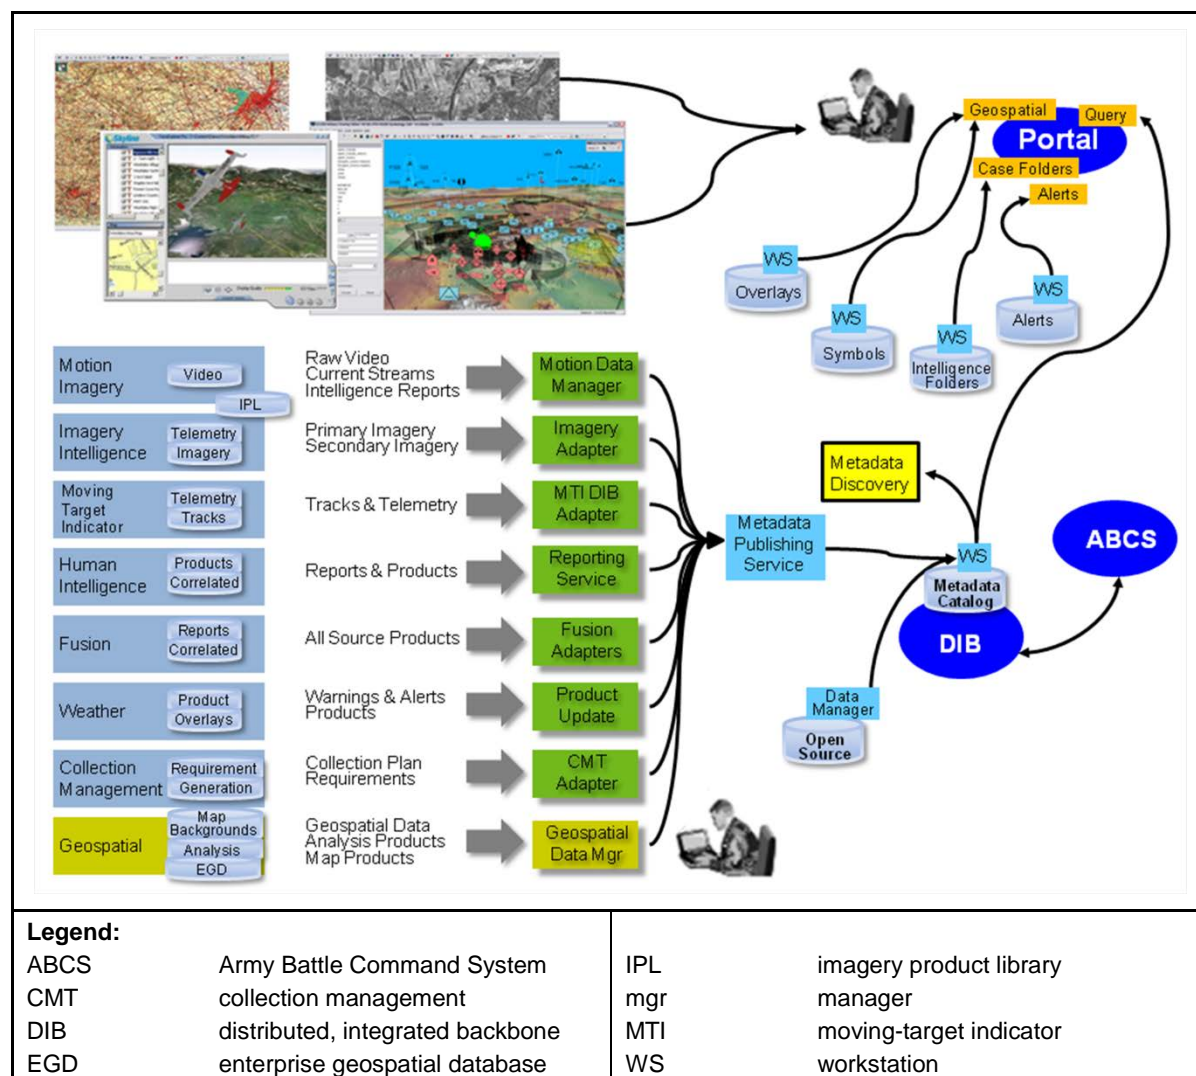 Skyline
Geospatial
Query
Portal
Case Folders
Alerts
WS
Overlays
WS
Symbols
WS
Intelligence
Folders
WS
Alerts
Motion
Imagery
Video
IPL
Raw Video
Current Streams
Intelligence Reports
Motion Data
Manager
Imagery
Intelligence
Telemetry
Imagery
Primary Imagery
Secondary Imagery
Imagery
Adapter
Moving
Target
Indicator
Telemetry
Tracks
Tracks & Telemetry
MTI DIB
Adapter
Human
Intelligence
Products
Correlated
Reports & Products
Reporting
Service
Fusion
Reports
Correlated
All Source Products
Fusion
Adapters
Weather
Product
Overlays
Warnings & Alerts
Products
Product
Update
Collection
Management
Requirement
Generation
Collection Plan
Requirements
CMT
Adapter
Geospatial
Map
Backgrounds
Analysis
EGD
Geospatial Data
Analysis Products
Map Products
Geospatial
Data Mgr
Metadata
Publishing
Service
Metadata
Discovery
WS
Metadata
Catalog
DIB
ABCS
Data
Manager
Open
Source
Legend:
ABCS Army Battle Command System
CMT collection management
DIB distributed, integrated backbone
EGD enterprise geospatial database
IPL imagery product library
mgr manager
MTI moving-target indicator
WS workstation